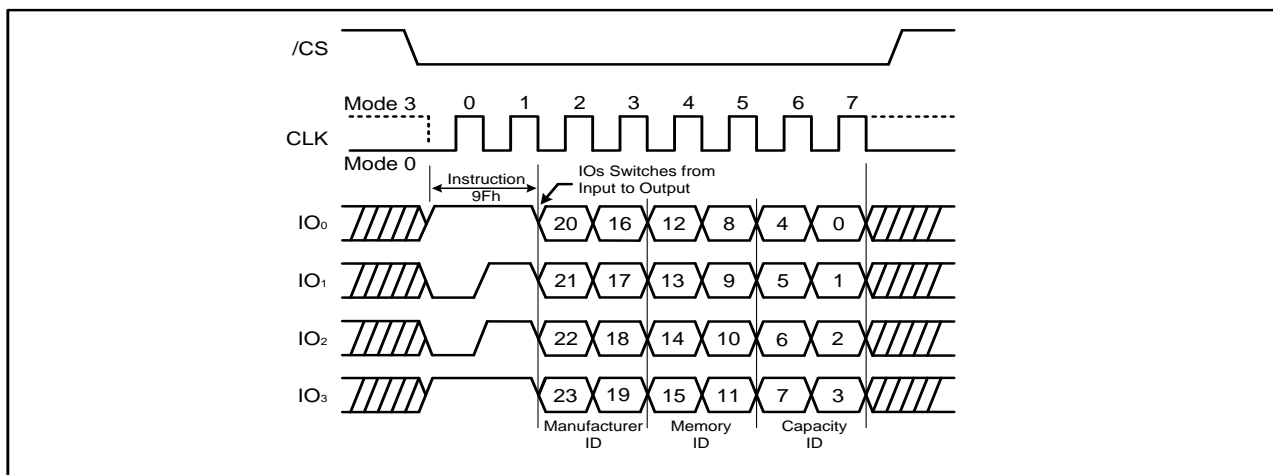 /CS
Mode 3 0 1 2 3 4 5 6 7
CLK
Mode 0
Instruction
9Fh
IOs Switches from
Input to Output
IO₀ 20 16 12 8 4 0
IO₁ 21 17 13 9 5 1
IO₂ 22 18 14 10 6 2
IO₃ 23 19 15 11 7 3
Manufacturer Memory Capacity
ID ID ID